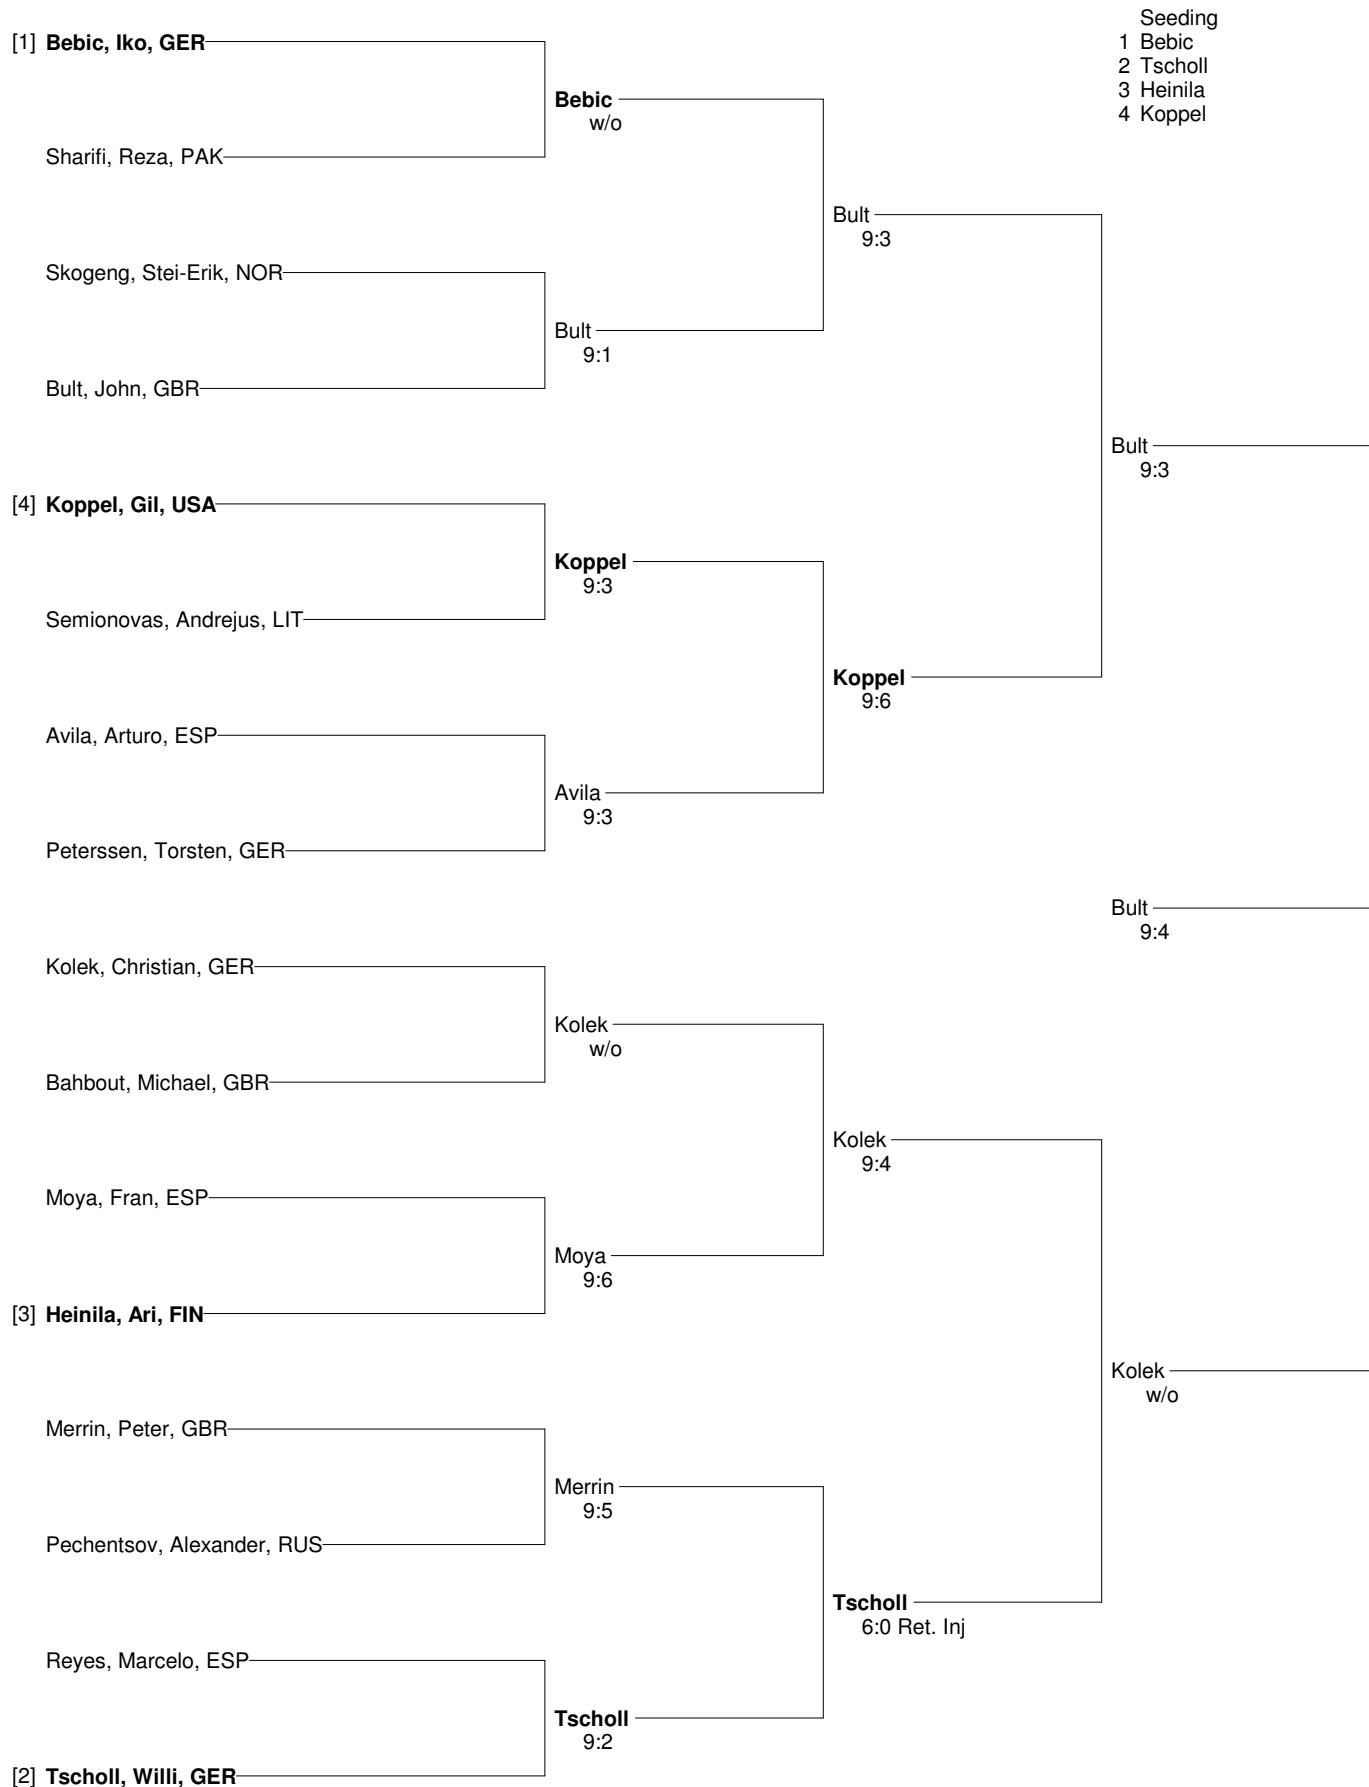 Seeding
1 Bebic
2 Tscholl
3 Heinila
4 Koppel
[1] Bebic, Iko, GER
Bebic
w/o
Sharifi, Reza, PAK
Bult
9:3
Skogeng, Stei-Erik, NOR
Bult
9:1
Bult, John, GBR
Bult
9:3
[4] Koppel, Gil, USA
Koppel
9:3
Semionovas, Andrejus, LIT
Koppel
9:6
Avila, Arturo, ESP
Avila
9:3
Peterssen, Torsten, GER
Bult
9:4
Kolek, Christian, GER
Kolek
w/o
Bahbout, Michael, GBR
Kolek
9:4
Moya, Fran, ESP
Moya
9:6
[3] Heinila, Ari, FIN
Kolek
w/o
Merrin, Peter, GBR
Merrin
9:5
Pechentsov, Alexander, RUS
Tscholl
6:0 Ret. Inj
Reyes, Marcelo, ESP
Tscholl
9:2
[2] Tscholl, Willi, GER